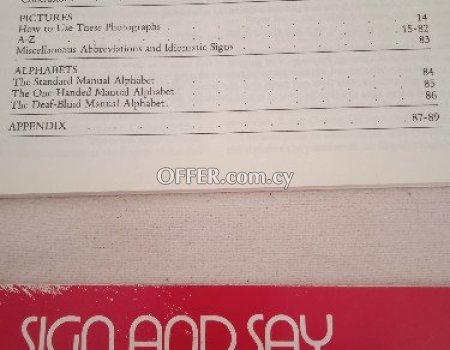 PICTURES 14
How to Use These Photographs 15-82
A-Z 83
Miscellaneous Abbreviations and Idiomatic Signs
ALPHABETS
The Standard Manual Alphabet 84
The One-Handed Manual Alphabet 85
The Deaf-Blind Manual Alphabet 86
APPENDIX 87-89
OFFER.com.cy
SIGN AND SAY